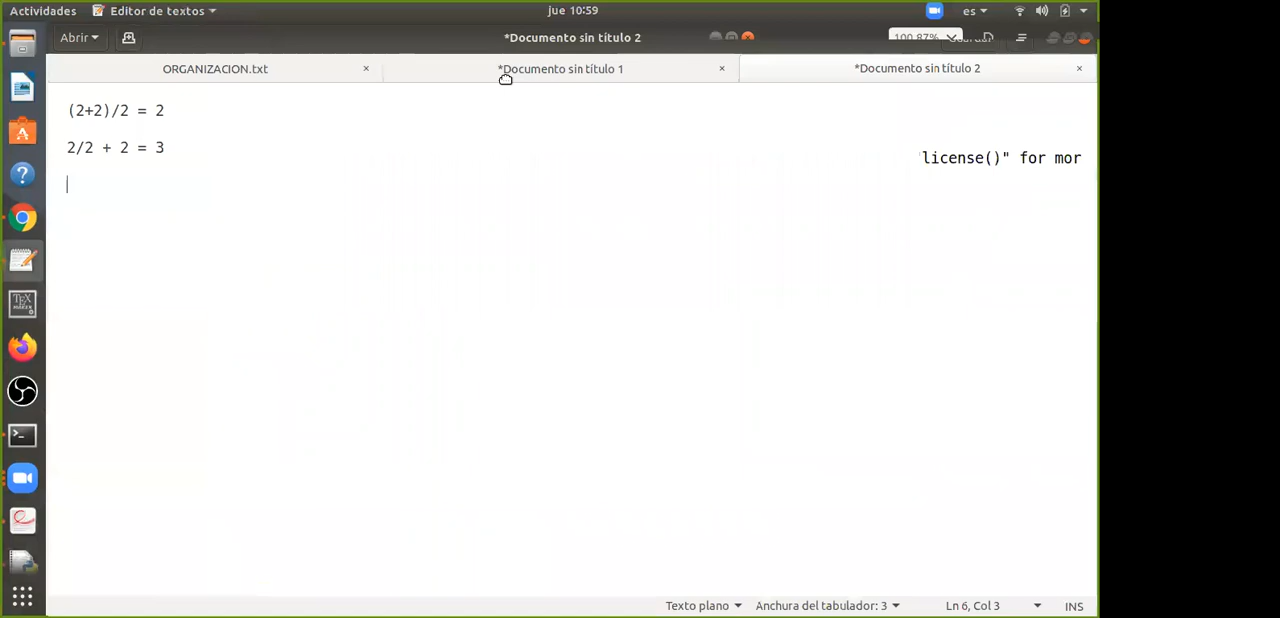 Actividades Editor de textos jue 10:59 es
Abrir *Documento sin título 2 100,87%
ORGANIZACION.txt × *Documento sin título 1 × *Documento sin título 2 ×
(2+2)/2 = 2
2/2 + 2 = 3
license()" for mor
Texto plano Anchura del tabulador: 3 Ln 6, Col 3 INS